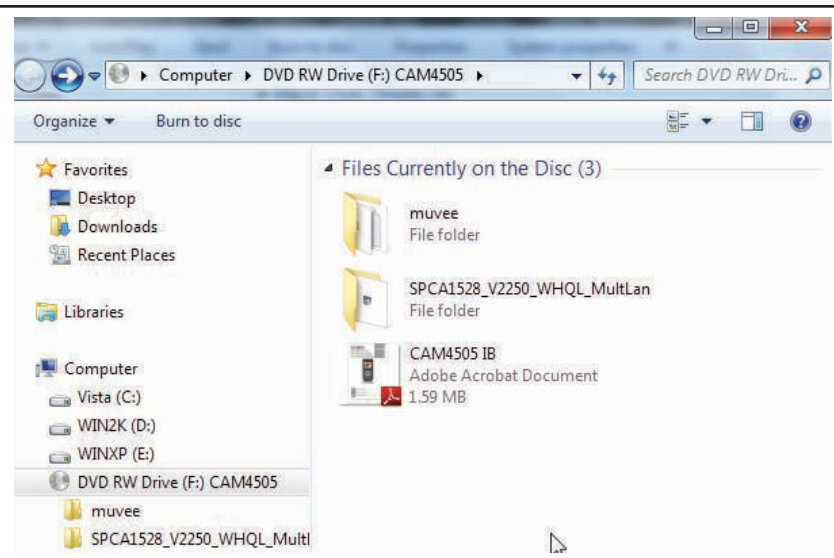 Computer ▸ DVD RW Drive (F:) CAM4505 ▸
Search DVD RW Dri...
Organize
Burn to disc
Favorites
Desktop
Downloads
Recent Places
Libraries
Computer
Vista (C:)
WIN2K (D:)
WINXP (E:)
DVD RW Drive (F:) CAM4505
muvee
SPCA1528_V2250_WHQL_Multl
Files Currently on the Disc (3)
muvee
File folder
SPCA1528_V2250_WHQL_MultLan
File folder
CAM4505 IB
Adobe Acrobat Document
1.59 MB